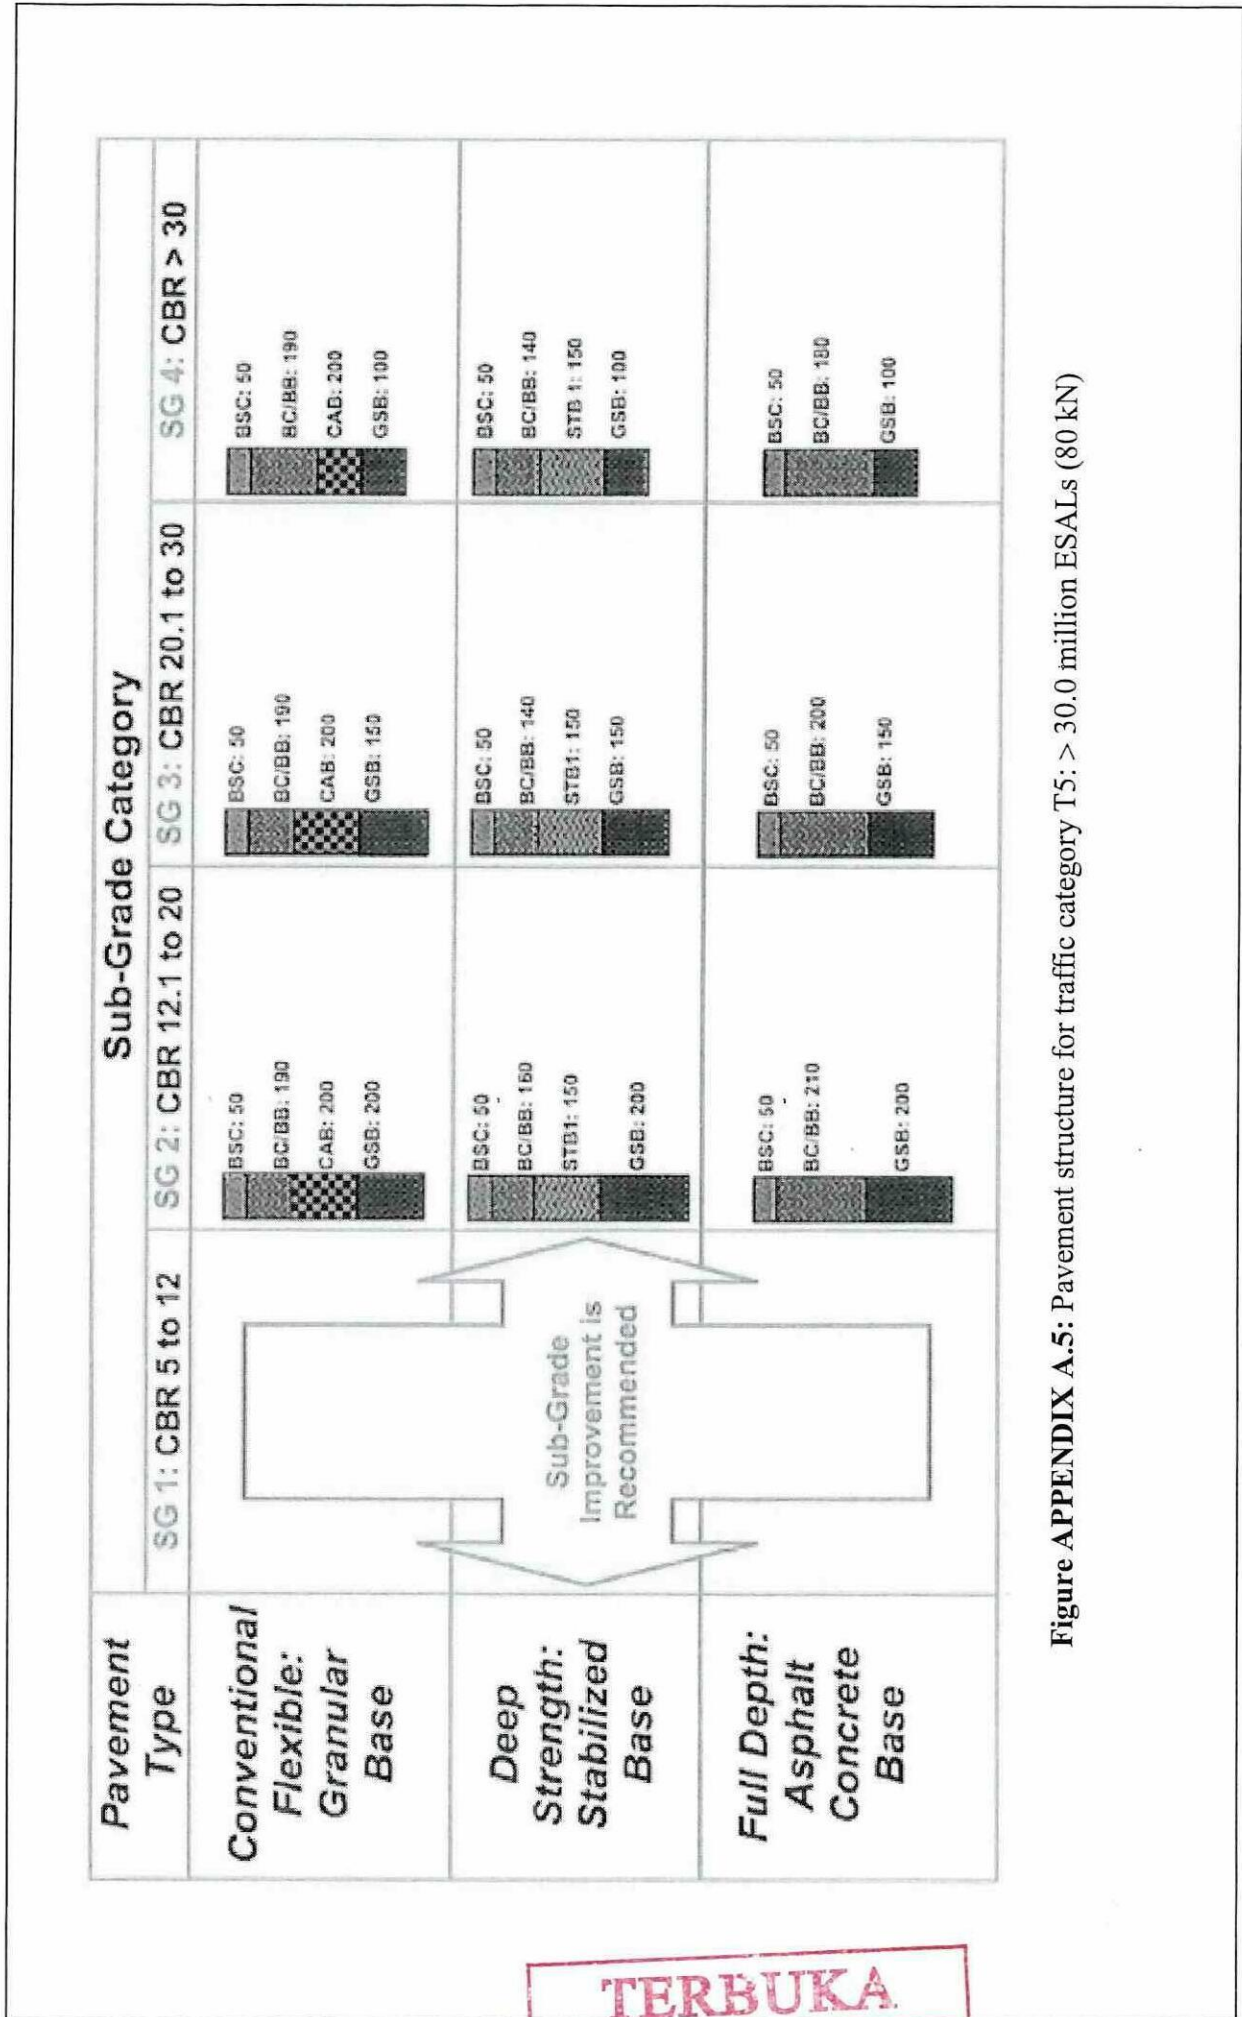 Sub-Grade Category
Pavement
Type
SG 1: CBR 5 to 12
SG 2: CBR 12.1 to 20
SG 3: CBR 20.1 to 30
SG 4: CBR > 30
Conventional
Flexible:
Granular
Base
BSC: 50
BC/BB: 190
CAB: 200
GSB: 200
BSC: 50
BC/BB: 190
CAB: 200
GSB: 150
BSC: 50
BC/BB: 190
CAB: 200
GSB: 100
Sub-Grade
Improvement is
Recommended
Deep
Strength:
Stabilized
Base
BSC: 50
BC/BB: 160
STB1: 150
GSB: 200
BSC: 50
BC/BB: 140
STB1: 150
GSB: 150
BSC: 50
BC/BB: 140
STB 1: 150
GSB: 100
Full Depth:
Asphalt
Concrete
Base
BSC: 50
BC/BB: 210
GSB: 200
BSC: 50
BC/BB: 200
GSB: 150
BSC: 50
BC/BB: 180
GSB: 100
Figure APPENDIX A.5: Pavement structure for traffic category T5: > 30.0 million ESALs (80 kN)
TERBUKA